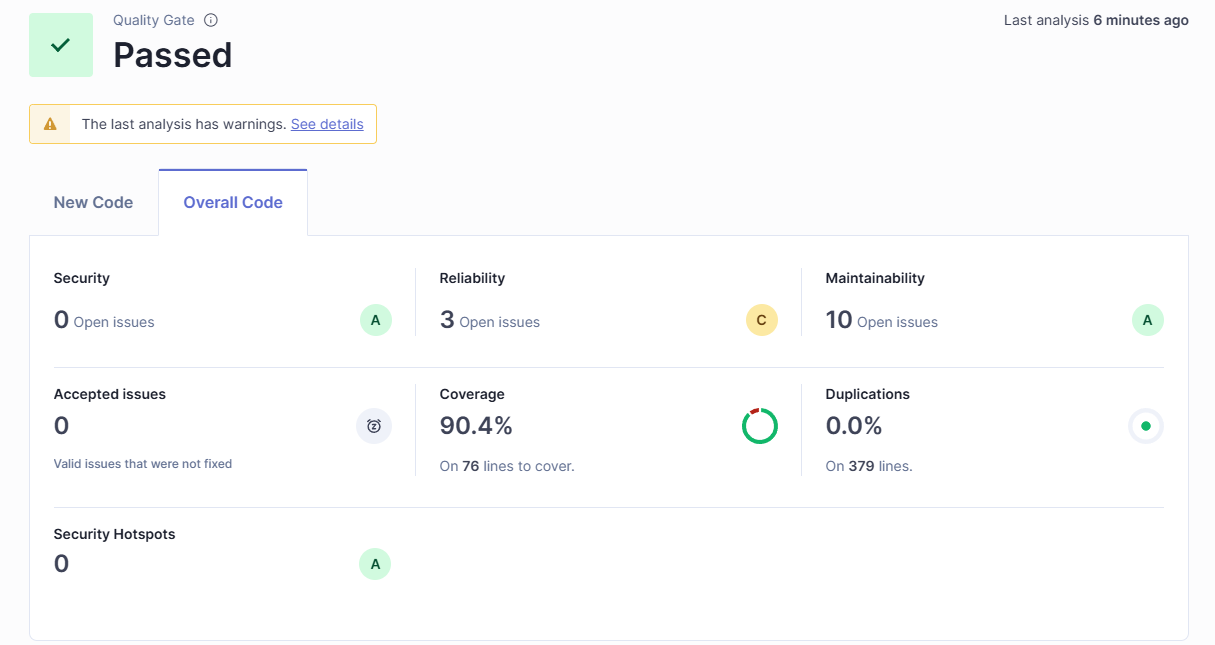 Quality Gate
Passed
Last analysis 6 minutes ago
The last analysis has warnings. See details
New Code
Overall Code
Security
0 Open issues
A
Reliability
3 Open issues
C
Maintainability
10 Open issues
A
Accepted issues
0
Valid issues that were not fixed
Coverage
90.4%
On 76 lines to cover.
Duplications
0.0%
On 379 lines.
Security Hotspots
0
A